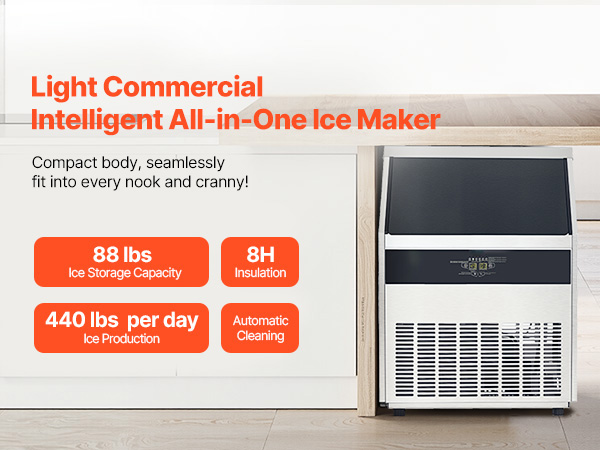 Light Commercial
Intelligent All-in-One Ice Maker
Compact body, seamlessly
fit into every nook and cranny!
88 lbs
Ice Storage Capacity
8H
Insulation
440 lbs per day
Ice Production
Automatic
Cleaning